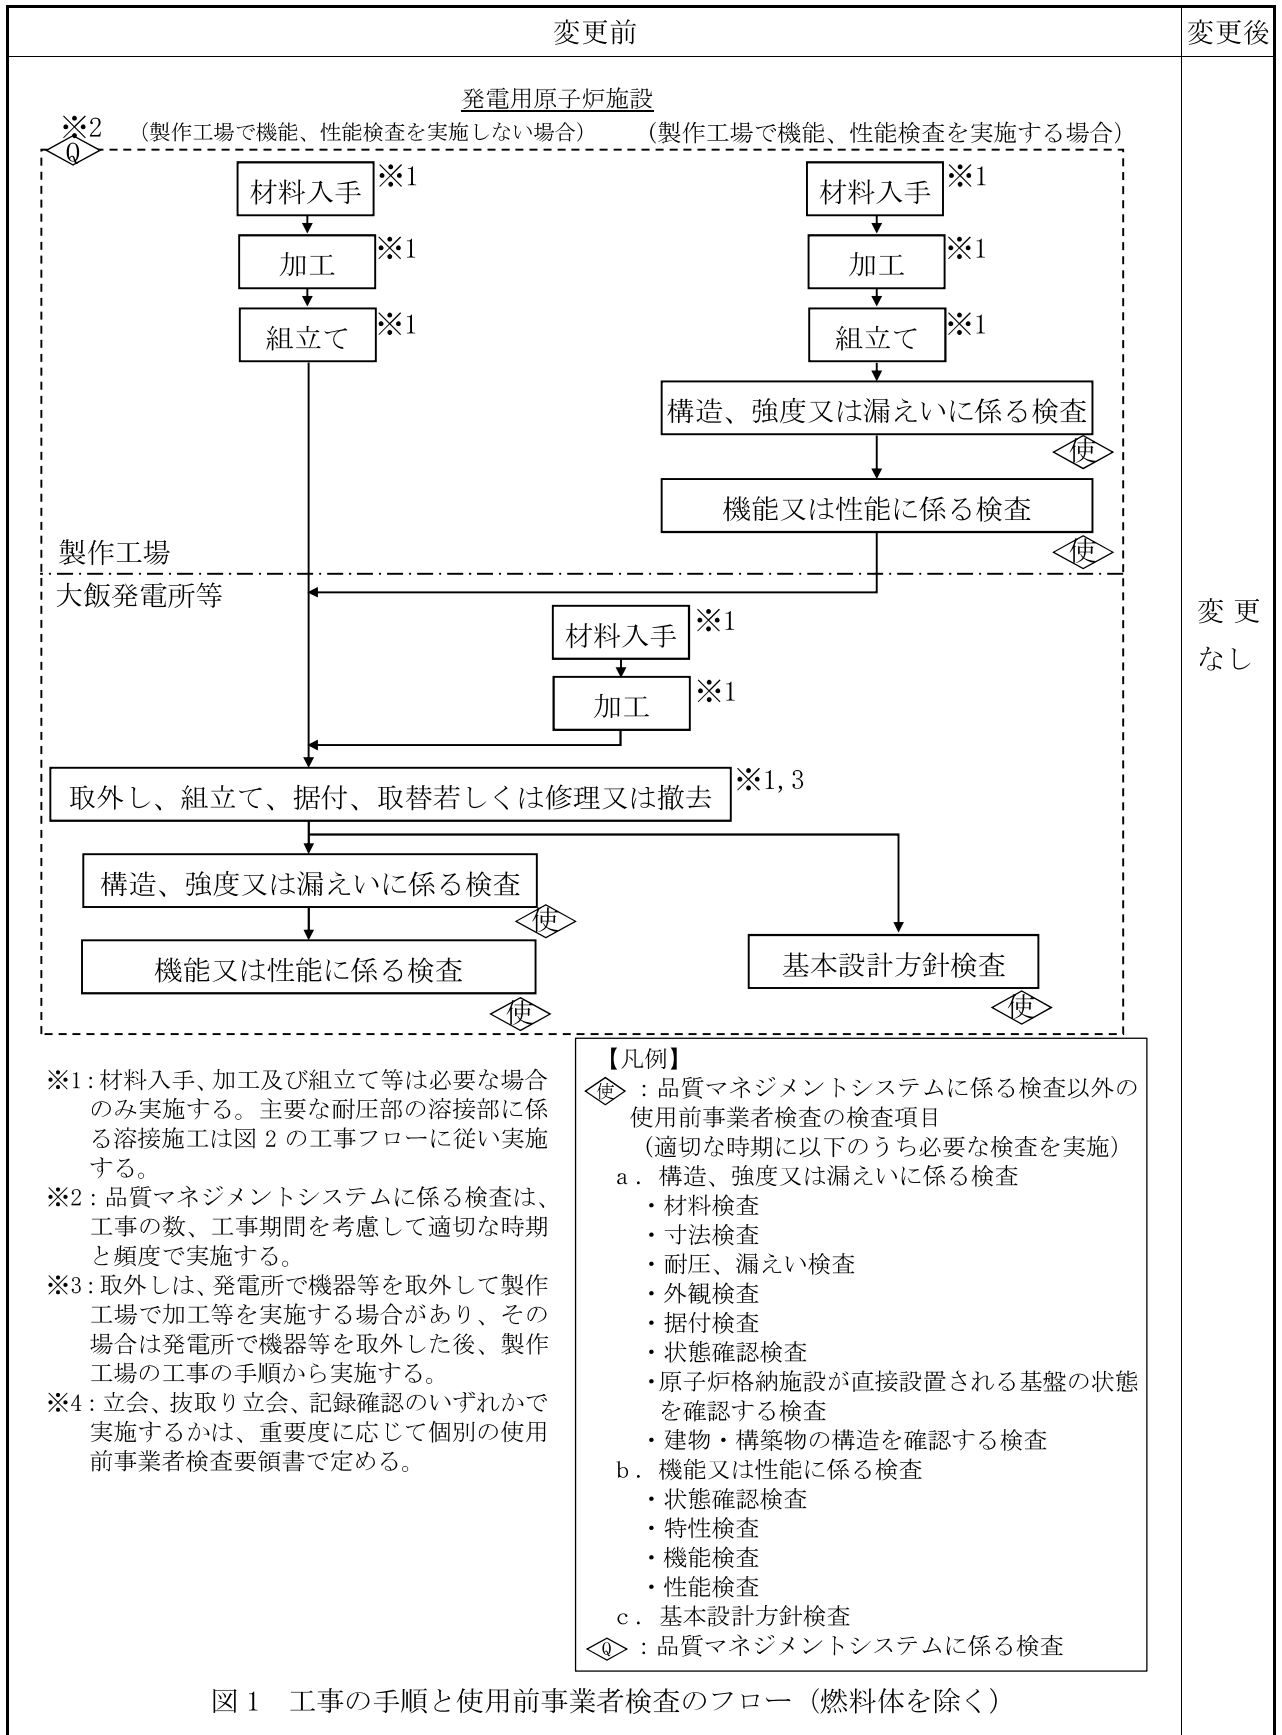 変更前
変更後
発電用原子炉施設
※2
(製作工場で機能、性能検査を実施しない場合)
(製作工場で機能、性能検査を実施する場合)
Q
材料入手
※1
加工
※1
組立て
※1
材料入手
※1
加工
※1
組立て
※1
構造、強度又は漏えいに係る検査
使
機能又は性能に係る検査
使
製作工場
大飯発電所等
材料入手
※1
加工
※1
取外し、組立て、据付、取替若しくは修理又は撤去
※1,3
構造、強度又は漏えいに係る検査
使
機能又は性能に係る検査
使
基本設計方針検査
使
変更
なし
※1:材料入手、加工及び組立て等は必要な場合
のみ実施する。主要な耐圧部の溶接部に係
る溶接施工は図2の工事フローに従い実施
する。
※2:品質マネジメントシステムに係る検査は、
工事の数、工事期間を考慮して適切な時期
と頻度で実施する。
※3:取外しは、発電所で機器等を取外して製作
工場で加工等を実施する場合があり、その
場合は発電所で機器等を取外した後、製作
工場の工事の手順から実施する。
※4:立会、抜取り立会、記録確認のいずれかで
実施するかは、重要度に応じて個別の使用
前事業者検査要領書で定める。
【凡例】
使:品質マネジメントシステムに係る検査以外の
使用前事業者検査の検査項目
(適切な時期に以下のうち必要な検査を実施)
a. 構造、強度又は漏えいに係る検査
・材料検査
・寸法検査
・耐圧、漏えい検査
・外観検査
・据付検査
・状態確認検査
・原子炉格納施設が直接設置される基盤の状態
を確認する検査
・建物・構築物の構造を確認する検査
b. 機能又は性能に係る検査
・状態確認検査
・特性検査
・機能検査
・性能検査
c. 基本設計方針検査
Q:品質マネジメントシステムに係る検査
図1 工事の手順と使用前事業者検査のフロー(燃料体を除く)